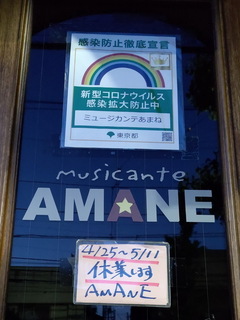 感染防止徹底宣言
新型コロナウイルス
感染拡大防止中
ミュージカンテあまね
東京都
musicante
AMANE
4/25~5/11
休業します
AMANE